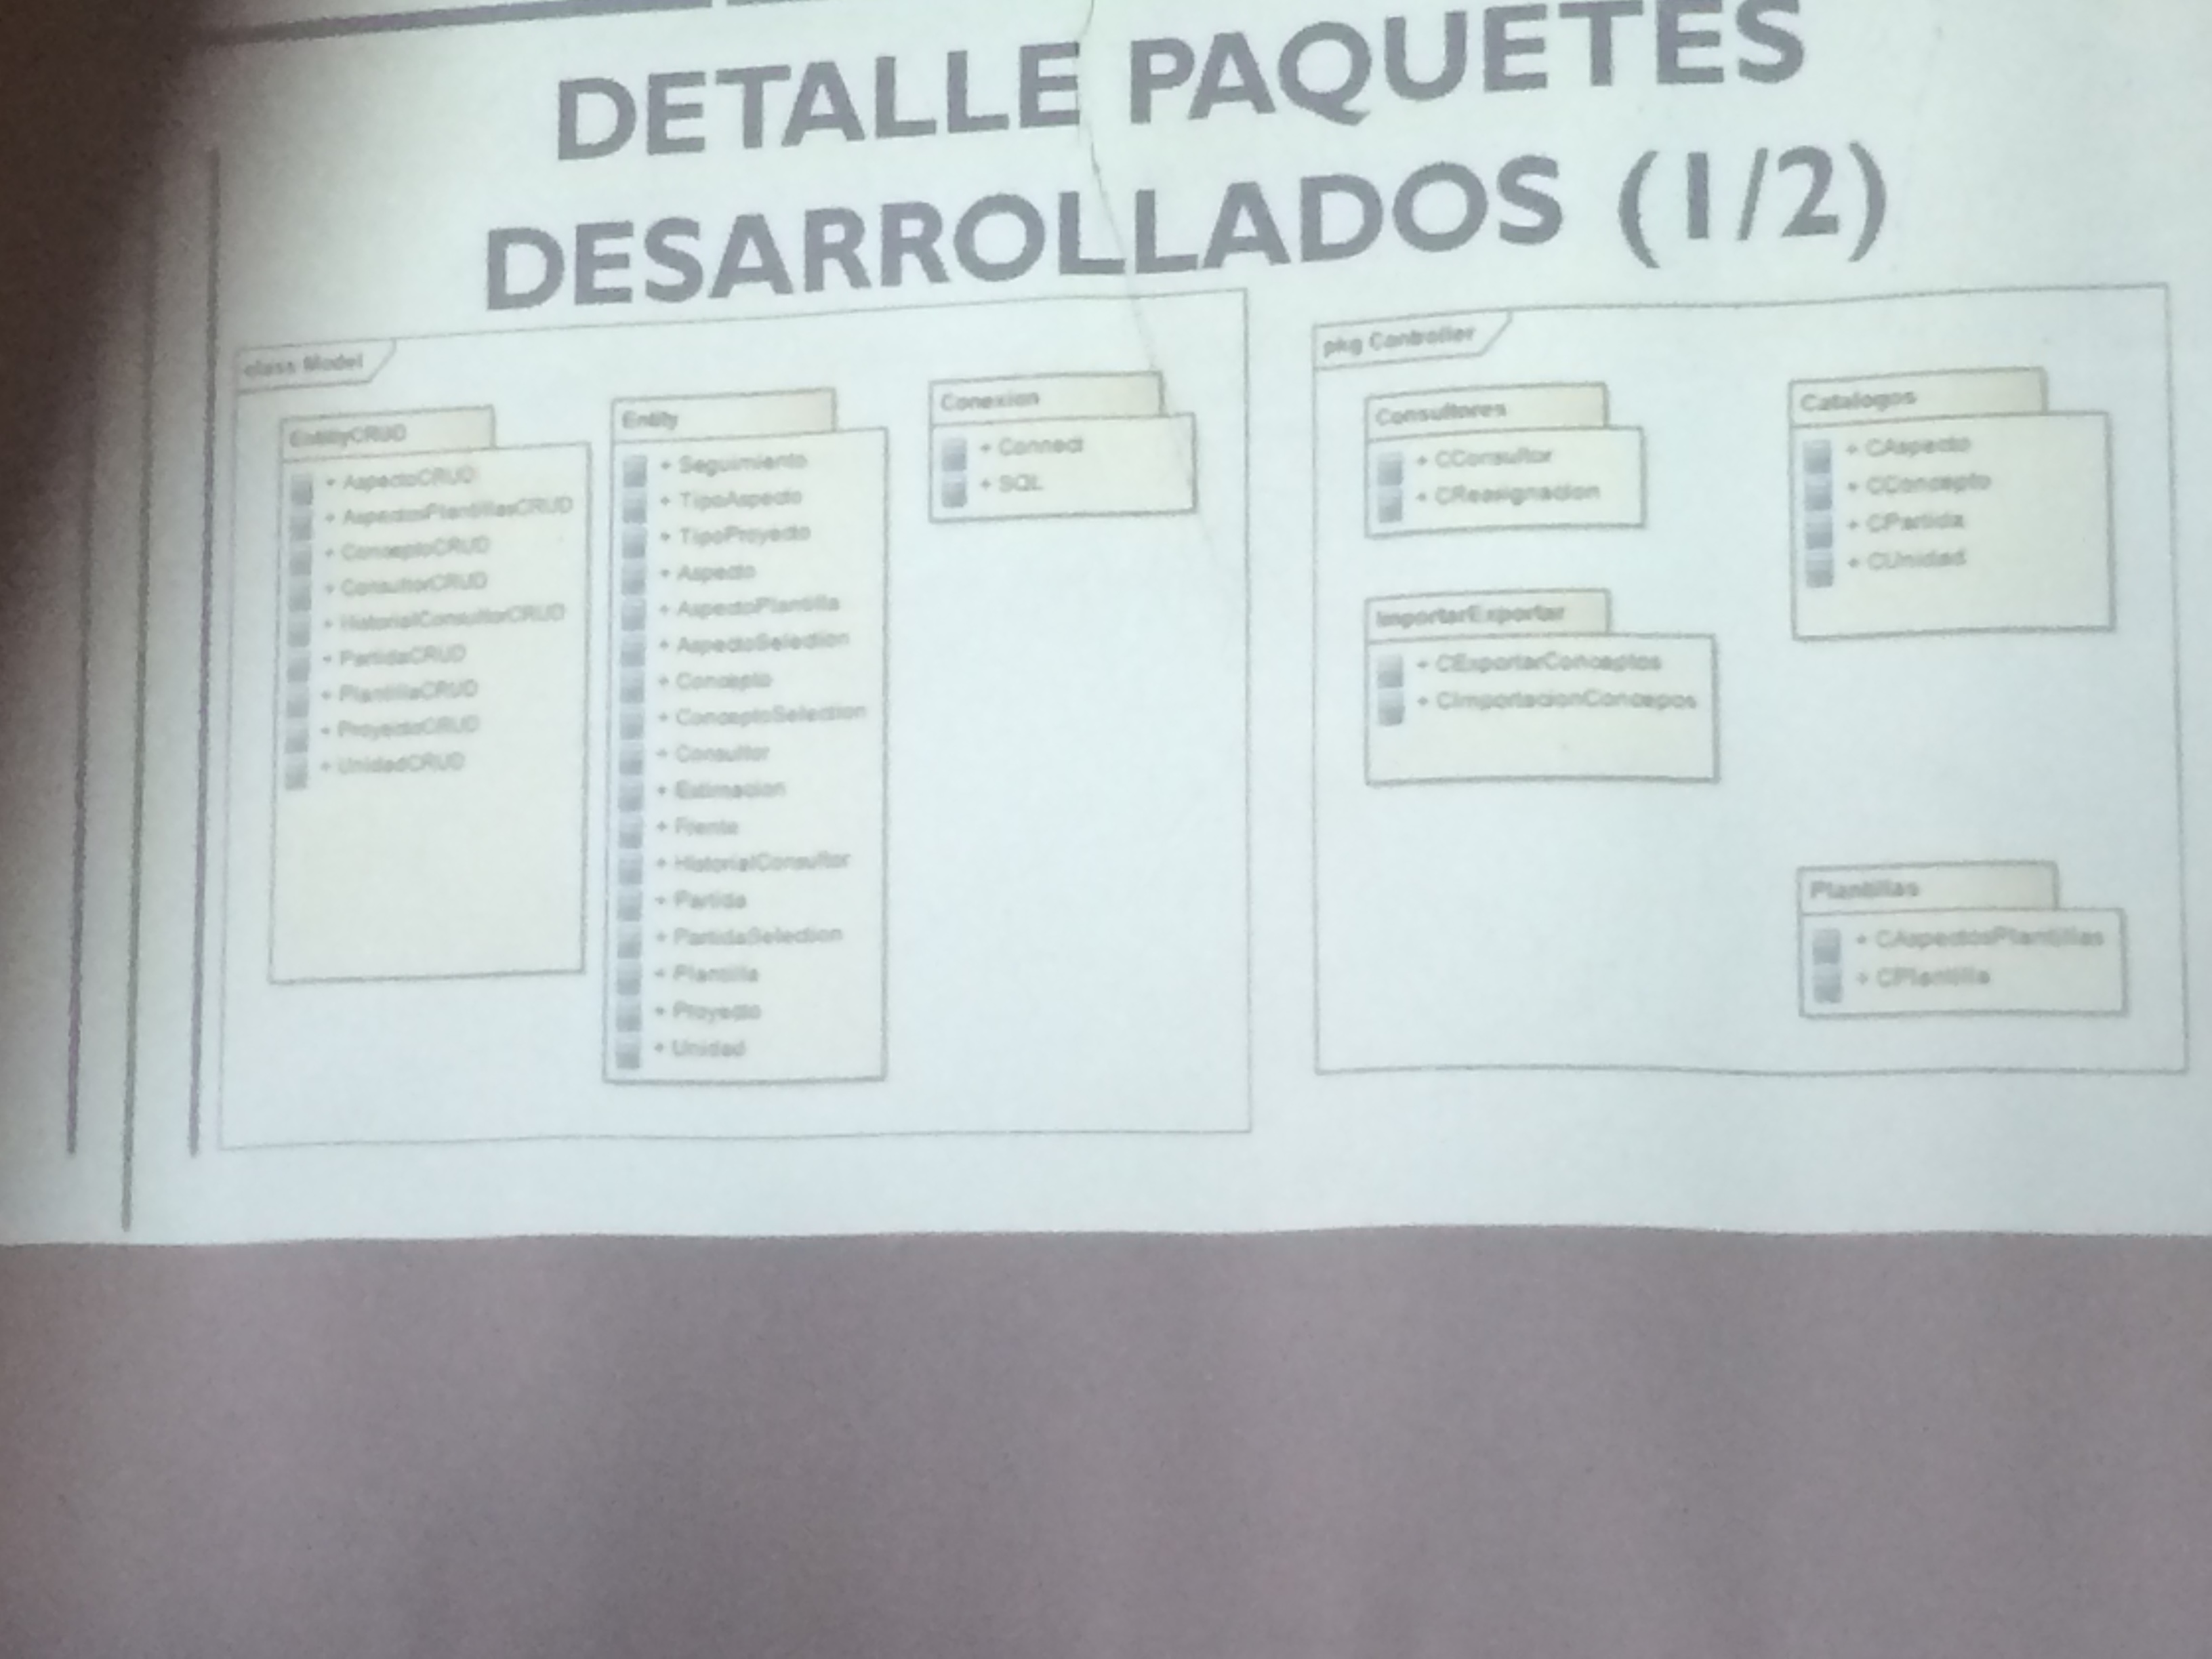 DETALLE PAQUETES
DESARROLLADOS (1/2)
class Model
EntityCRUD
+ AspectoCRUD
+ AspectosPlantillasCRUD
+ ConceptoCRUD
+ ConsultorCRUD
+ HistorialConsultorCRUD
+ PartidaCRUD
+ PlantillaCRUD
+ ProyectoCRUD
+ UnidadCRUD
Entity
+ Seguimiento
+ TipoAspecto
+ TipoProyecto
+ Aspecto
+ AspectoPlantilla
+ AspectoSelection
+ Concepto
+ ConceptoSelection
+ Consultor
+ Estimacion
+ Frente
+ HistorialConsultor
+ Partida
+ PartidaSelection
+ Plantilla
+ Proyecto
+ Unidad
Conexion
+ Connect
+ SQL
pkg Controller
Consultores
+ CConsultor
+ CReasignacion
ImportarExportar
+ CExportarConceptos
+ CImportacionConcepos
Catalogos
+ CAspecto
+ CConcepto
+ CPartida
+ CUnidad
Plantillas
+ CAspectosPlantillas
+ CPlantilla